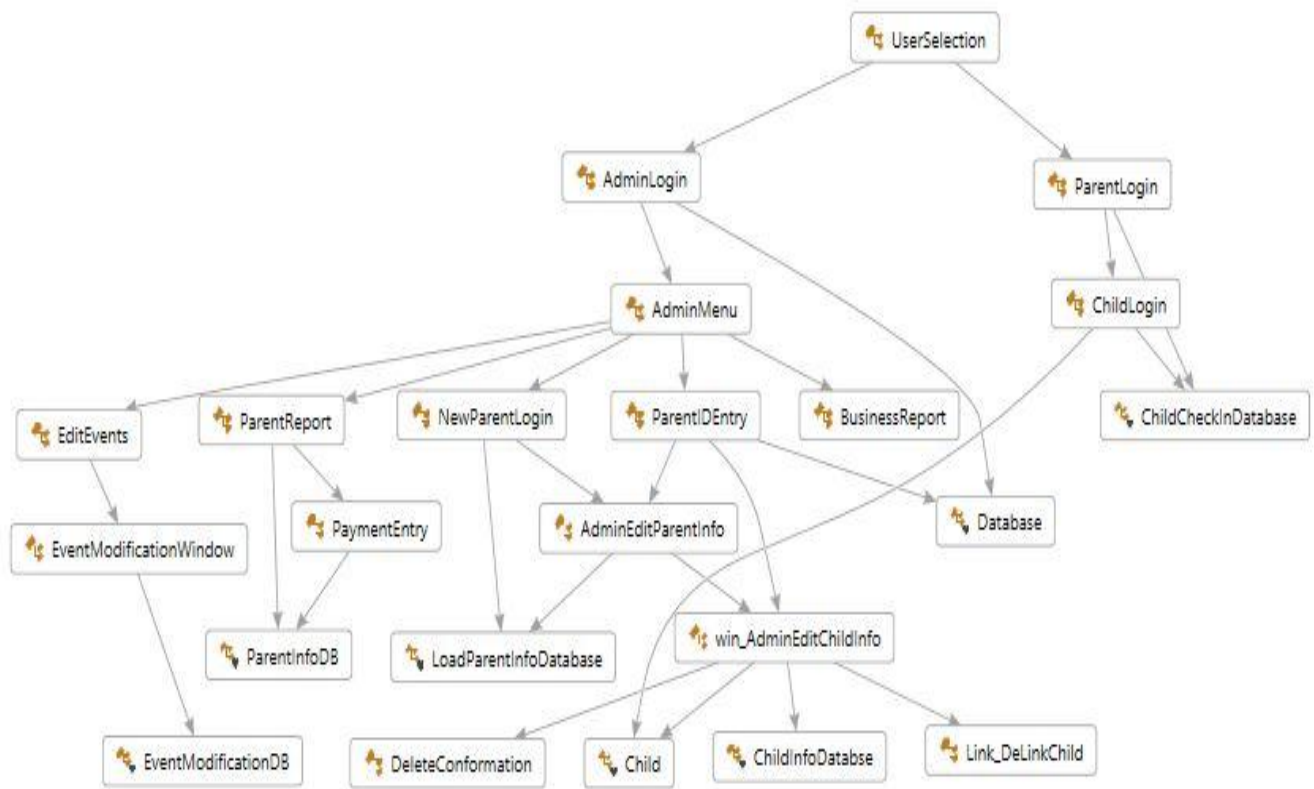 UserSelection
AdminLogin
ParentLogin
AdminMenu
ChildLogin
EditEvents
ParentReport
NewParentLogin
ParentIDEntry
BusinessReport
ChildCheckInDatabase
EventModificationWindow
PaymentEntry
AdminEditParentInfo
Database
ParentInfoDB
LoadParentInfoDatabase
win_AdminEditChildInfo
EventModificationDB
DeleteConformation
Child
ChildInfoDatabse
Link_DeLinkChild